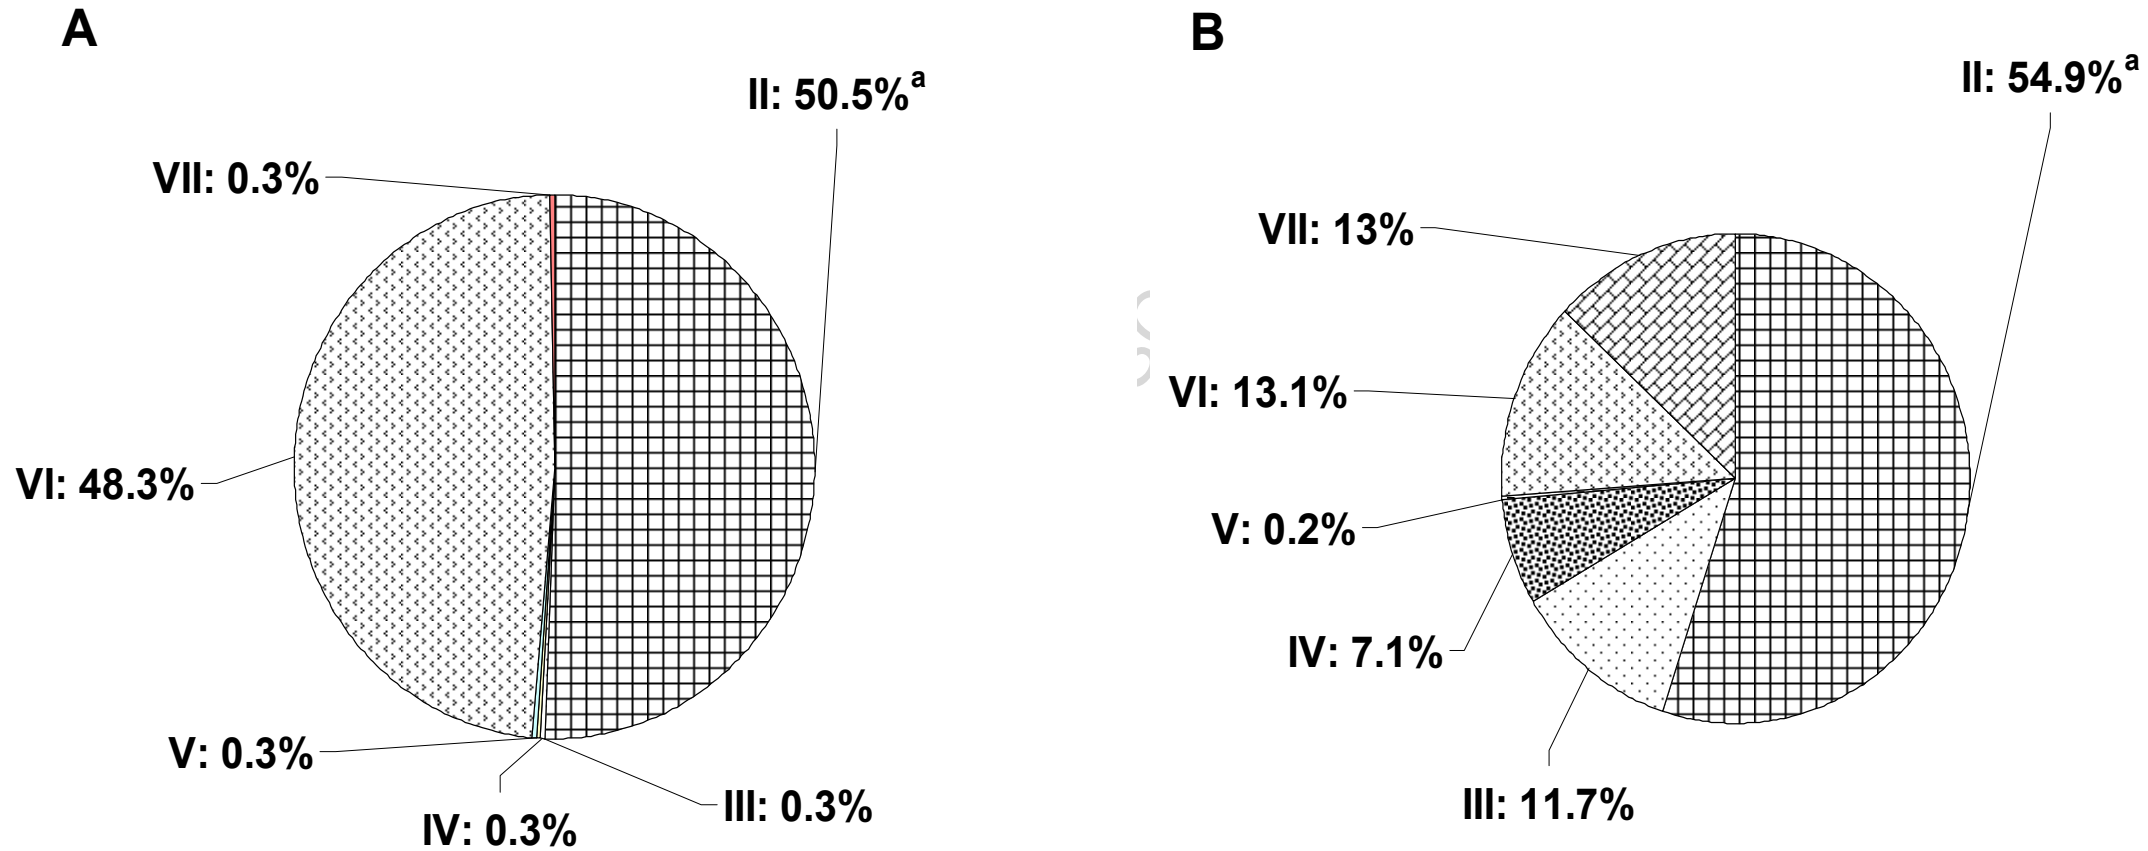 A
II: 50.5%a
VII: 0.3%
VI: 48.3%
V: 0.3%
IV: 0.3%
III: 0.3%
B
II: 54.9%a
VII: 13%
VI: 13.1%
V: 0.2%
IV: 7.1%
III: 11.7%